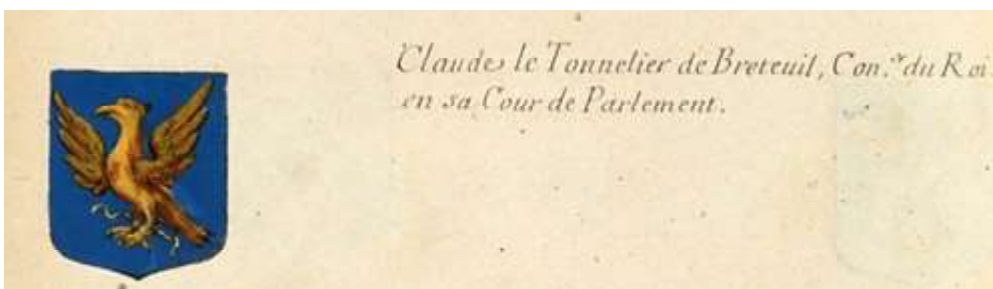 Claude le Tonnelier de Breteuil, Con.er du Roi
en sa Cour de Parlement.